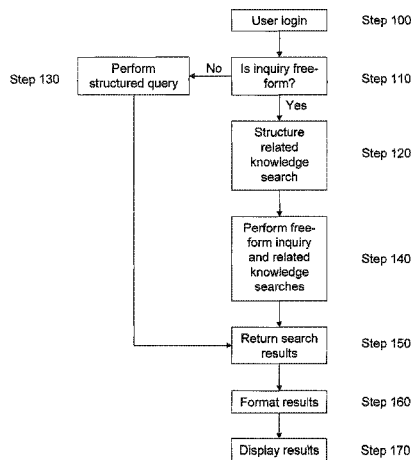 User login
Step 100
Step 130
Perform
structured query
No
Is inquiry free-
form?
Step 110
Yes
Structure
related
knowledge
search
Step 120
Perform free-
form inquiry
and related
knowledge
searches
Step 140
Return search
results
Step 150
Format results
Step 160
Display results
Step 170